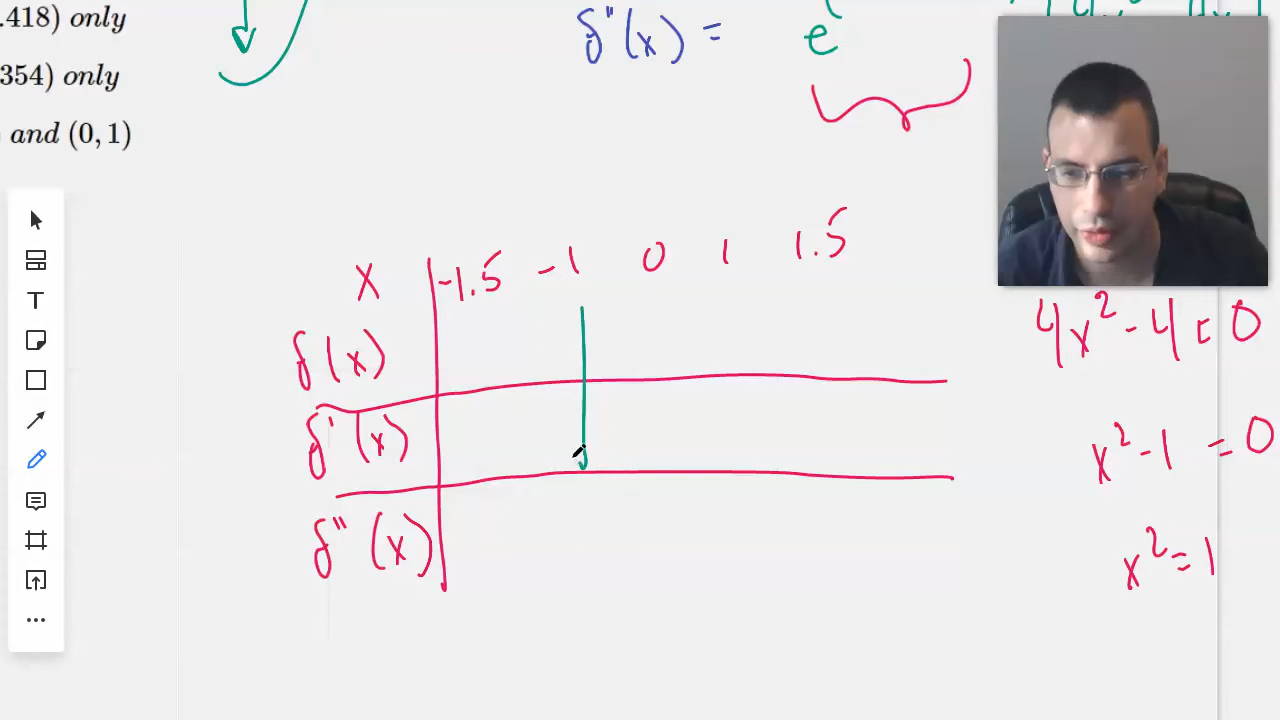 .418) only
354) only
and (0, 1)
f''(x) =
e
x -1.5 -1 0 1 1.5
f(x)
f'(x)
f''(x)
4x² - 4 = 0
x² - 1 = 0
x² = 1
T